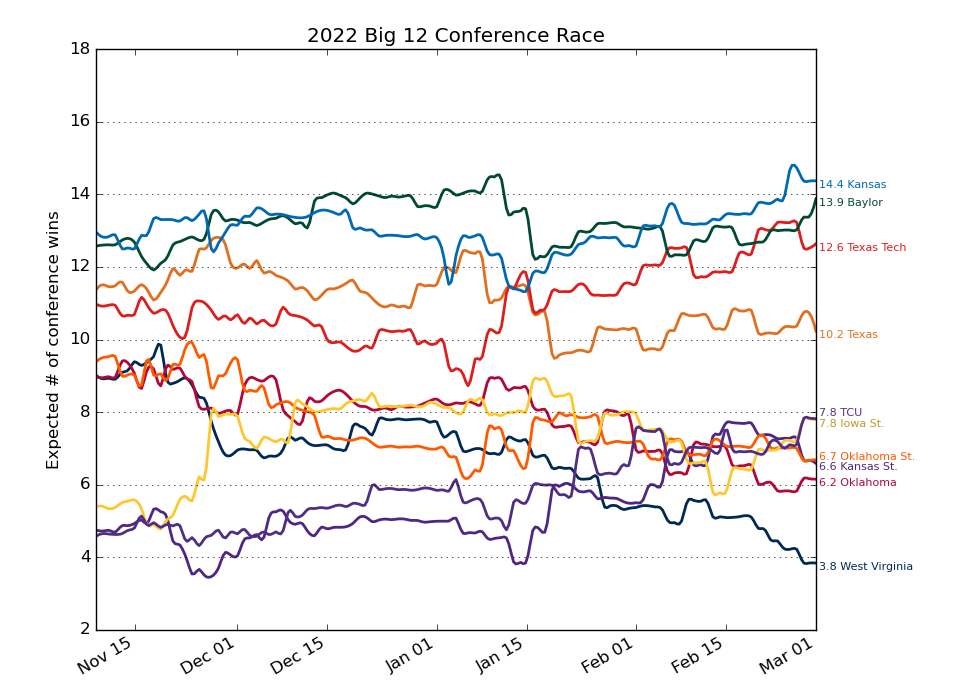 2022 Big 12 Conference Race
Expected # of conference wins
18
16
14
12
10
8
6
4
2
14.4 Kansas
13.9 Baylor
12.6 Texas Tech
10.2 Texas
7.8 TCU
7.8 Iowa St.
6.7 Oklahoma St.
6.6 Kansas St.
6.2 Oklahoma
3.8 West Virginia
Nov 15
Dec 01
Dec 15
Jan 01
Jan 15
Feb 01
Feb 15
Mar 01